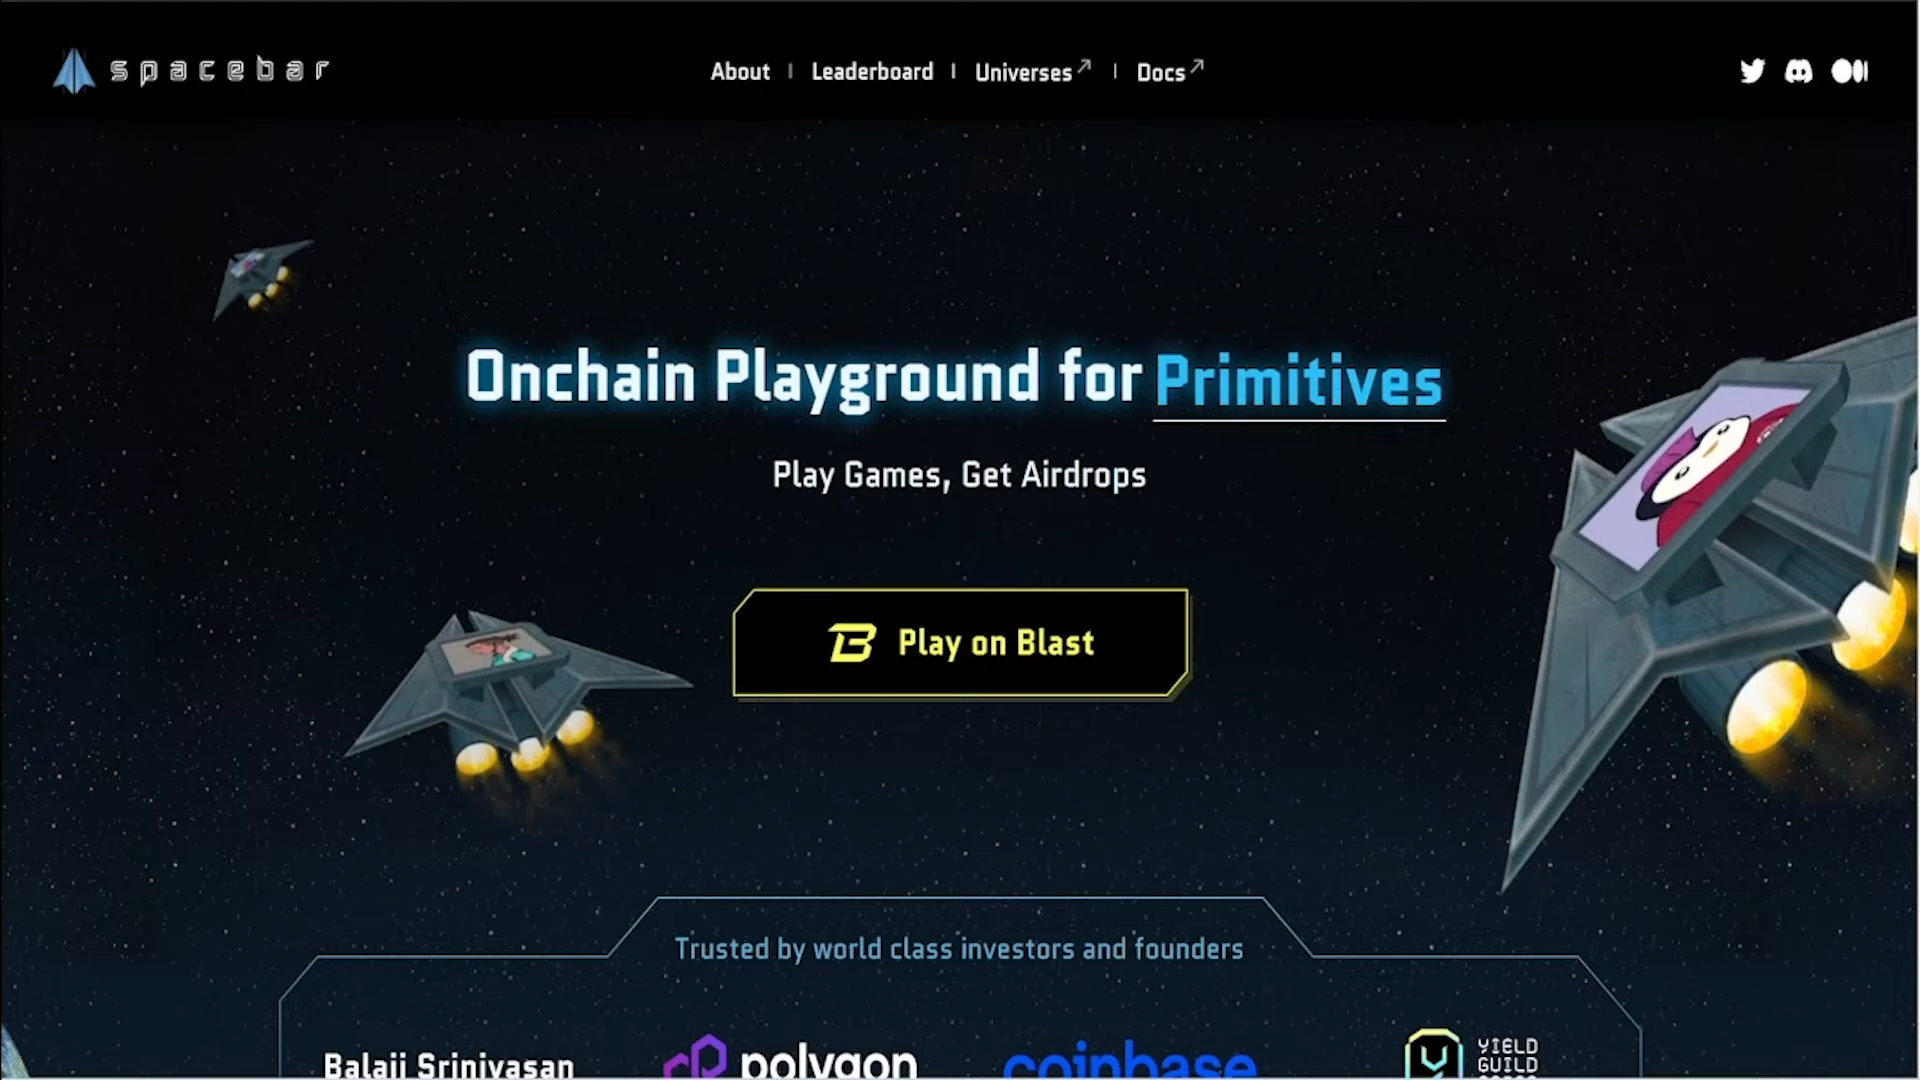 spacebar
About | Leaderboard | Universes | Docs
Onchain Playground for Primitives
Play Games, Get Airdrops
Play on Blast
Trusted by world class investors and founders
Balaji Srinivasan
polygon
coinbase
YIELD
GUILD